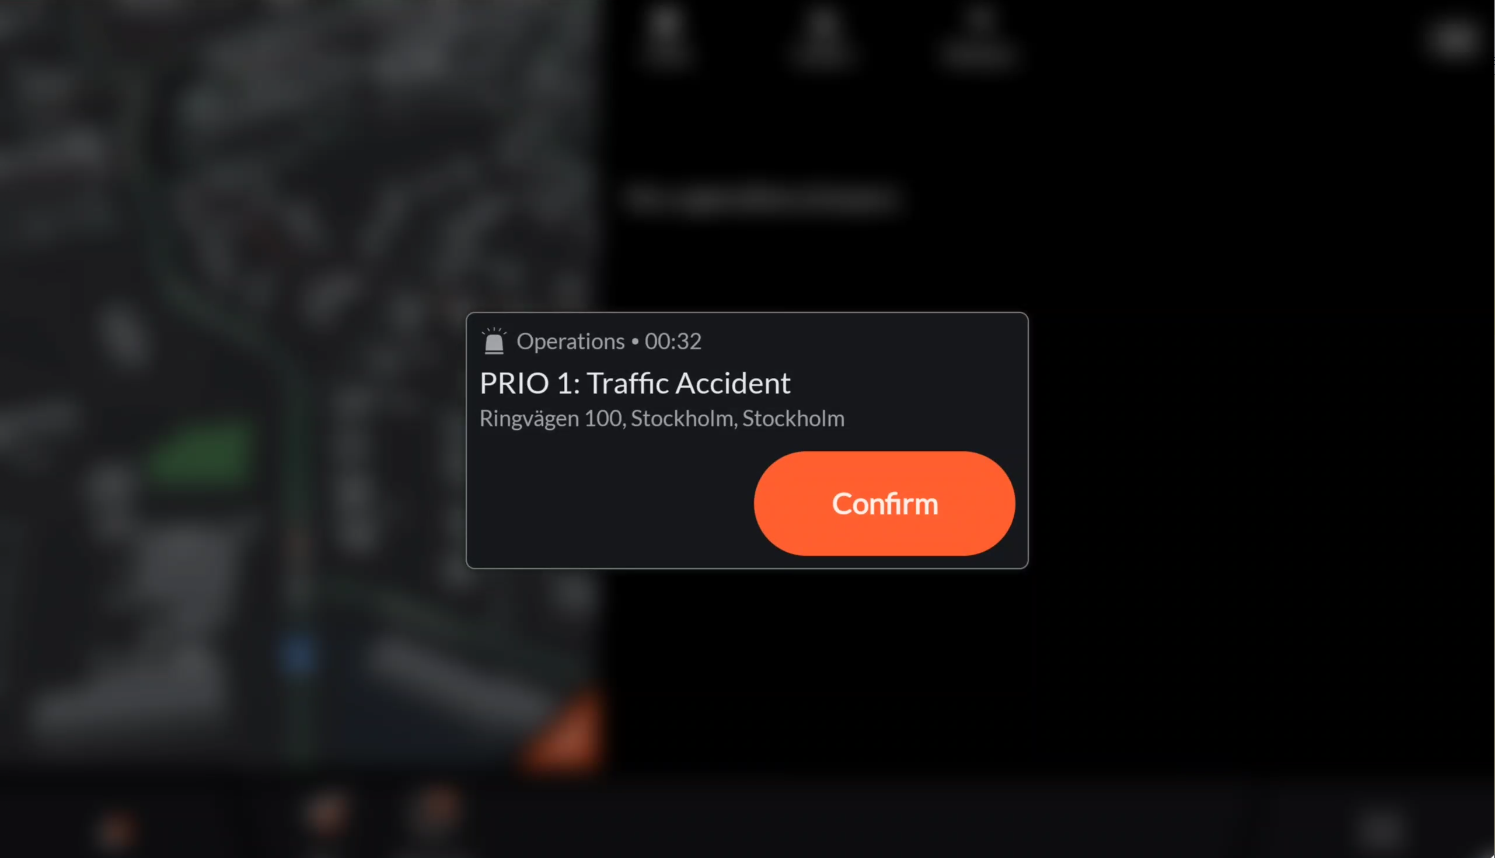 Operations • 00:32
PRIO 1: Traffic Accident
Ringvägen 100, Stockholm, Stockholm
Confirm